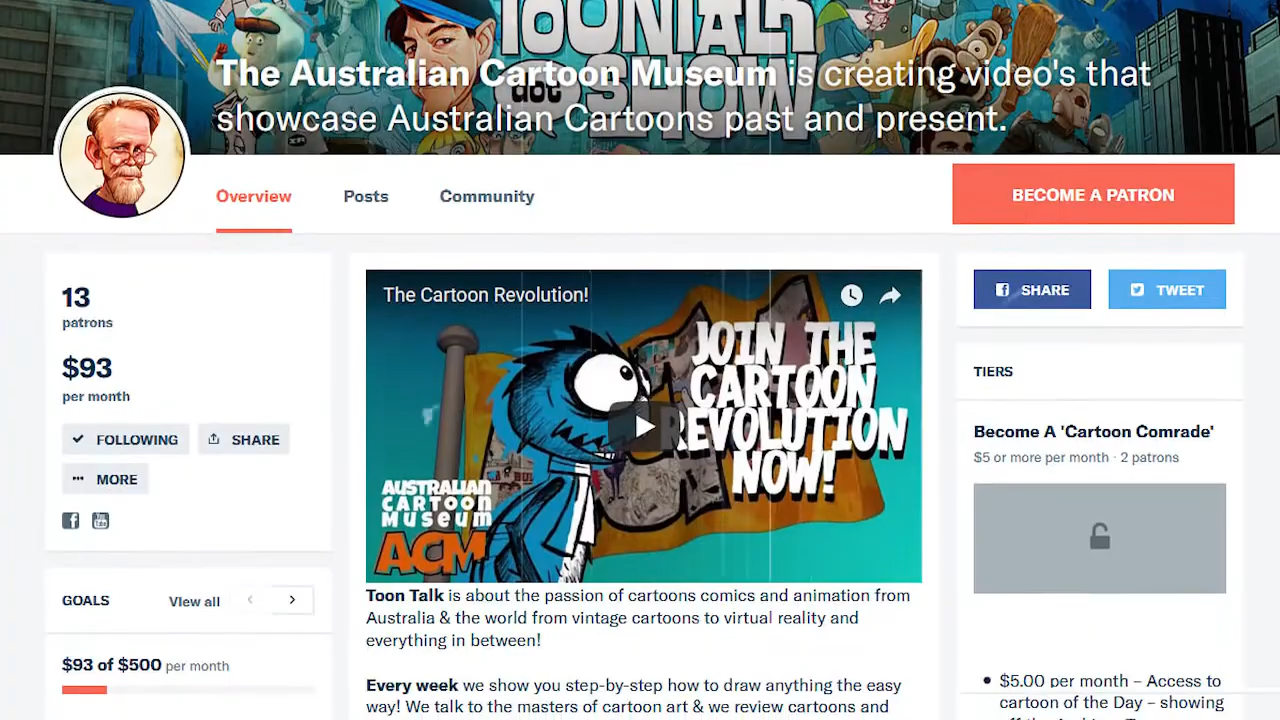 TOONTALK
dot SHOW
The Australian Cartoon Museum is creating video's that
showcase Australian Cartoons past and present.
Overview
Posts
Community
BECOME A PATRON
13
patrons
$93
per month
FOLLOWING
SHARE
MORE
GOALS
View all
$93 of $500 per month
The Cartoon Revolution!
JOIN THE
CARTOON
REVOLUTION
NOW!
AUSTRALIAN
CARTOON
MUSEUM
ACM
Toon Talk is about the passion of cartoons comics and animation from
Australia & the world from vintage cartoons to virtual reality and
everything in between!
Every week we show you step-by-step how to draw anything the easy
way! We talk to the masters of cartoon art & we review cartoons and
SHARE
TWEET
TIERS
Become A 'Cartoon Comrade'
$5 or more per month · 2 patrons
$5.00 per month – Access to
cartoon of the Day – showing